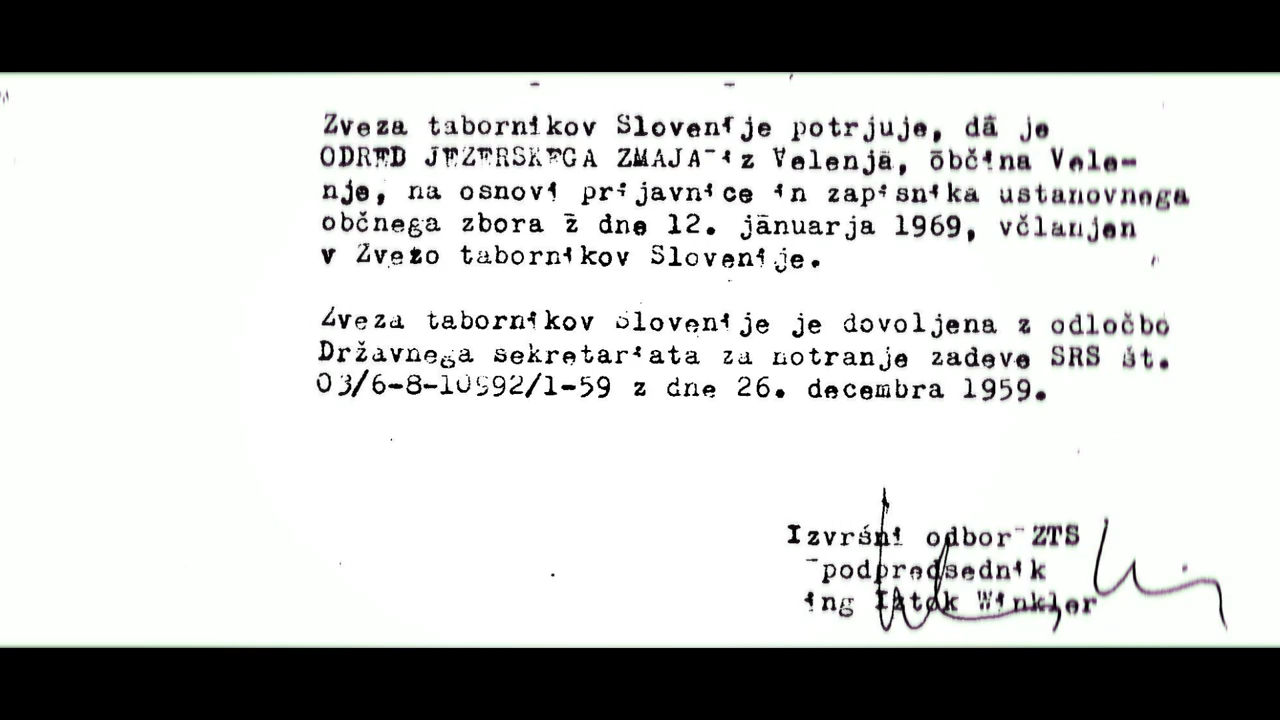 Zveza tabornikov Slovenije potrjuje, da je
ODRED JEZERSKEGA ZMAJA iz Velenja, občina Vele-
nje, na osnovi prijavnice in zapisnika ustanovnega
občnega zbora z dne 12. januarja 1969, včlanjen
v Zvezo tabornikov Slovenije.
Zveza tabornikov Slovenije je dovoljena z odločbo
Državnega sekretariata za notranje zadeve SRS št.
03/6-8-10592/1-59 z dne 26. decembra 1959.
Izvršni odbor ZTS
podpredsednik
ing Iztok Winkler